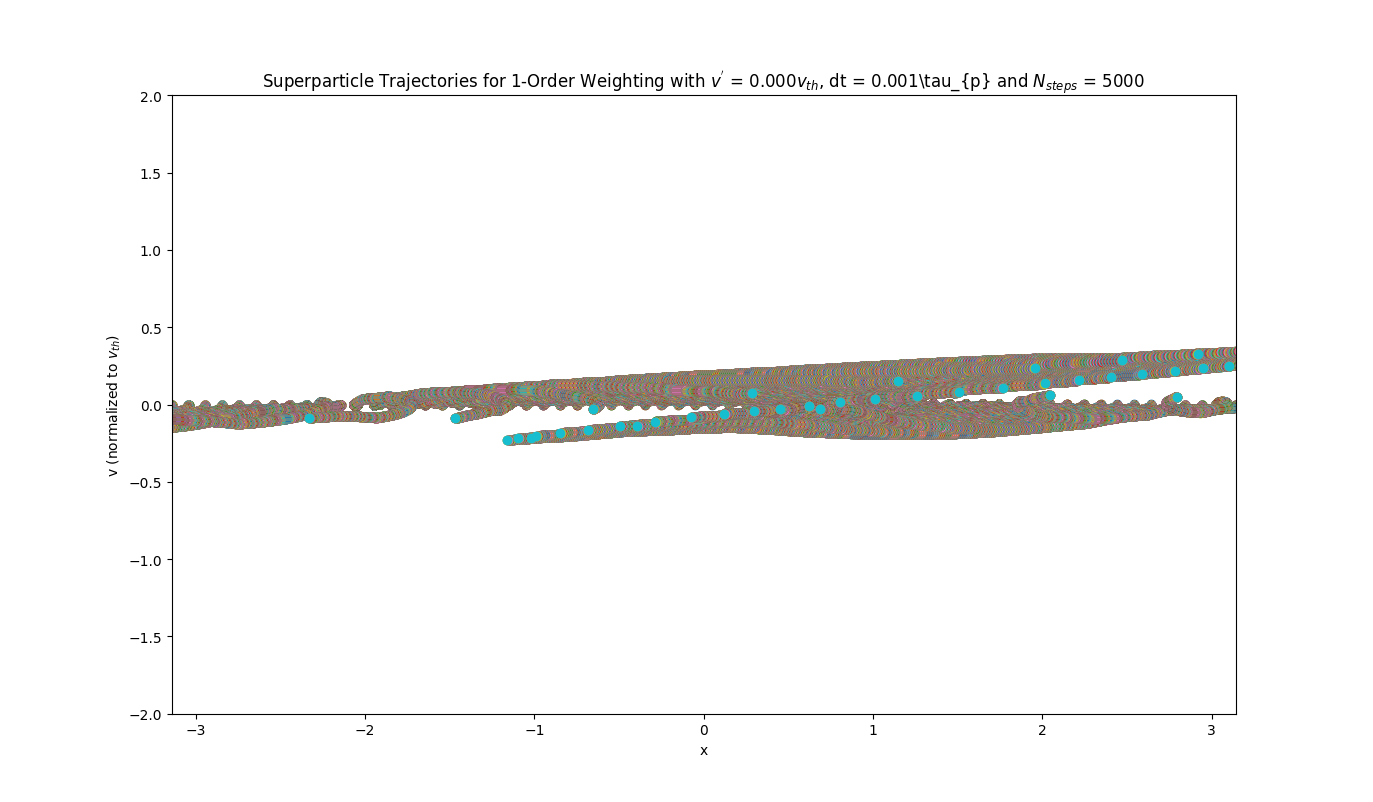 Superparticle Trajectories for 1-Order Weighting with v′ = 0.000v_th, dt = 0.001\tau_{p} and N_steps = 5000
2.0
1.5
1.0
0.5
0.0
−0.5
−1.0
−1.5
−2.0
v (normalized to v_th)
−3 −2 −1 0 1 2 3
x